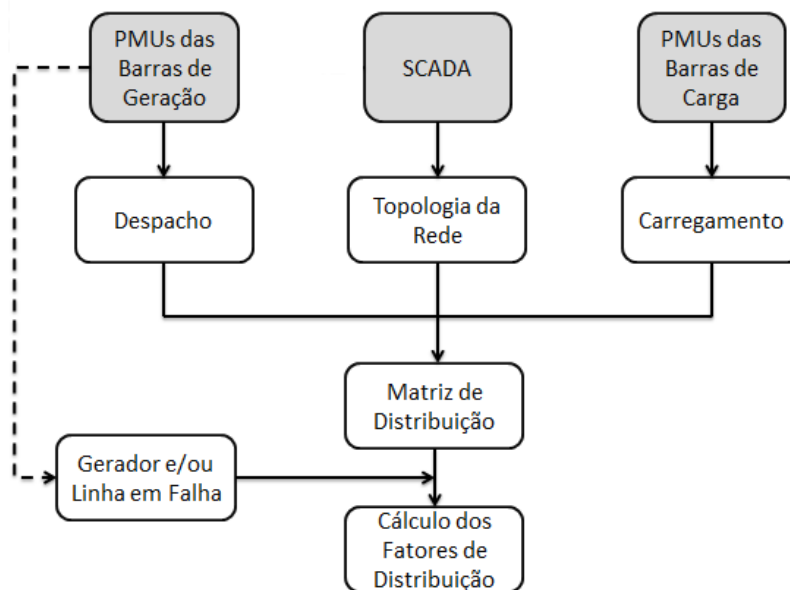 PMUs das
Barras de
Geração
SCADA
PMUs das
Barras de
Carga
Despacho
Topologia da
Rede
Carregamento
Matriz de
Distribuição
Gerador e/ou
Linha em Falha
Cálculo dos
Fatores de
Distribuição